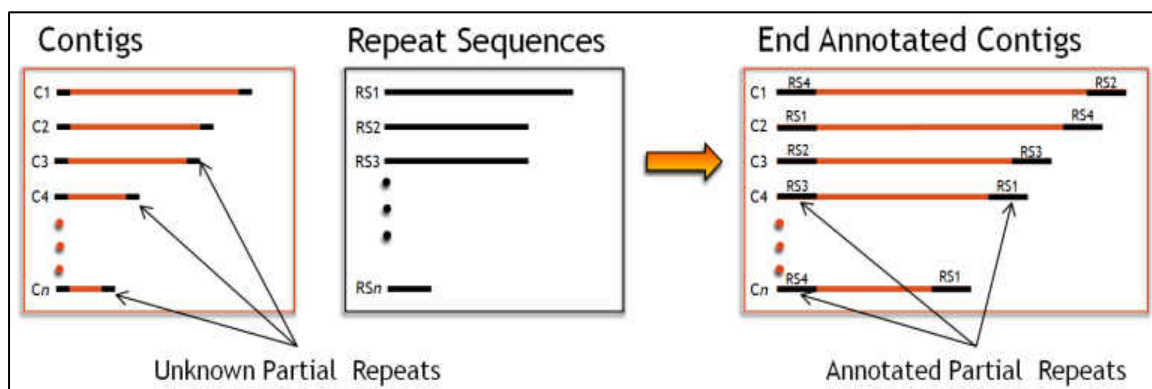 Contigs
C1
C2
C3
C4
Cn
Unknown Partial Repeats
Repeat Sequences
RS1
RS2
RS3
RSn
End Annotated Contigs
C1 RS4 RS2
C2 RS1 RS4
C3 RS2 RS3
C4 RS3 RS1
Cn RS4 RS1
Annotated Partial Repeats